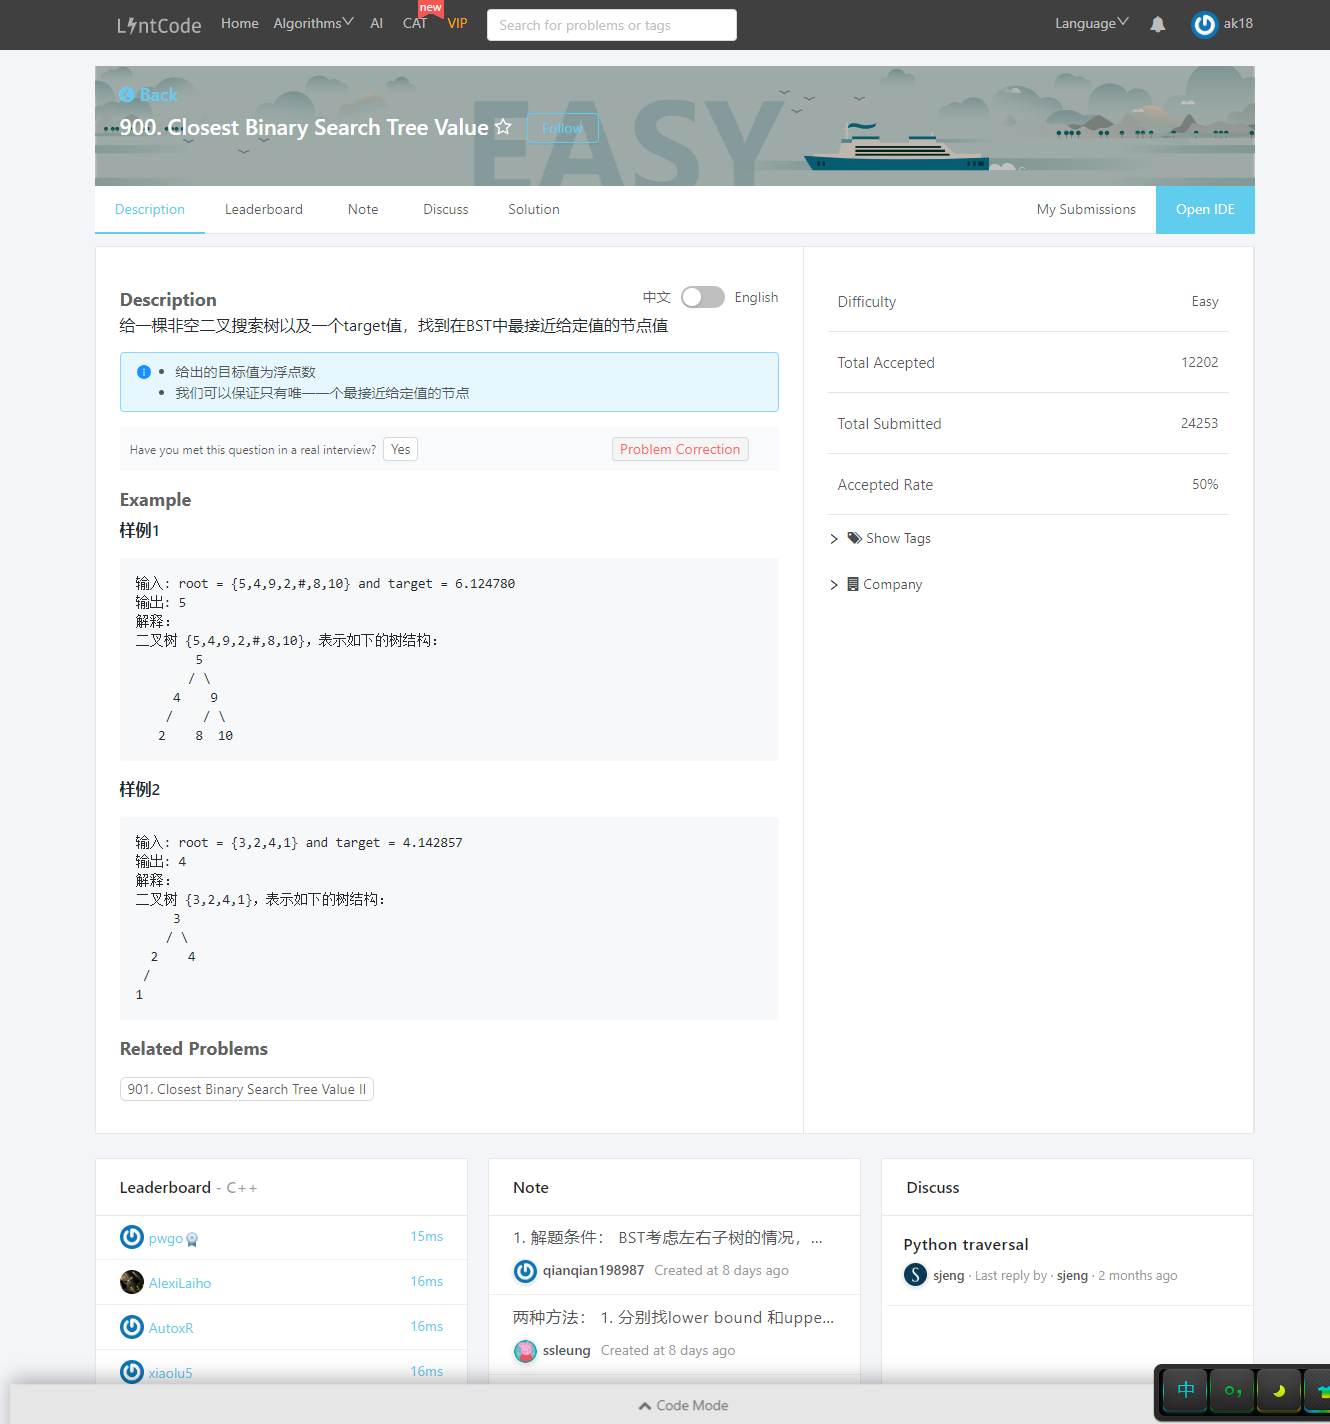 LintCode Home Algorithms AI CAT new VIP Search for problems or tags Language ak18
Back
900. Closest Binary Search Tree Value Follow
EASY
Description Leaderboard Note Discuss Solution My Submissions Open IDE
Description 中文 English
给一棵非空二叉搜索树以及一个target值，找到在BST中最接近给定值的节点值
• 给出的目标值为浮点数
• 我们可以保证只有唯一一个最接近给定值的节点
Have you met this question in a real interview? Yes Problem Correction
Example
样例1
输入: root = {5,4,9,2,#,8,10} and target = 6.124780
输出: 5
解释:
二叉树 {5,4,9,2,#,8,10}，表示如下的树结构:
5
/ \
4 9
/ / \
2 8 10
样例2
输入: root = {3,2,4,1} and target = 4.142857
输出: 4
解释:
二叉树 {3,2,4,1}，表示如下的树结构:
3
/ \
2 4
/
1
Related Problems
901. Closest Binary Search Tree Value II
Difficulty Easy
Total Accepted 12202
Total Submitted 24253
Accepted Rate 50%
Show Tags
Company
Leaderboard - C++
pwgo 15ms
AlexiLaiho 16ms
AutoxR 16ms
xiaolu5 16ms
Note
1. 解题条件： BST考虑左右子树的情况，...
qianqian198987 Created at 8 days ago
两种方法： 1. 分别找lower bound 和uppe...
ssleung Created at 8 days ago
Discuss
Python traversal
S sjeng · Last reply by · sjeng · 2 months ago
Code Mode
中 ，